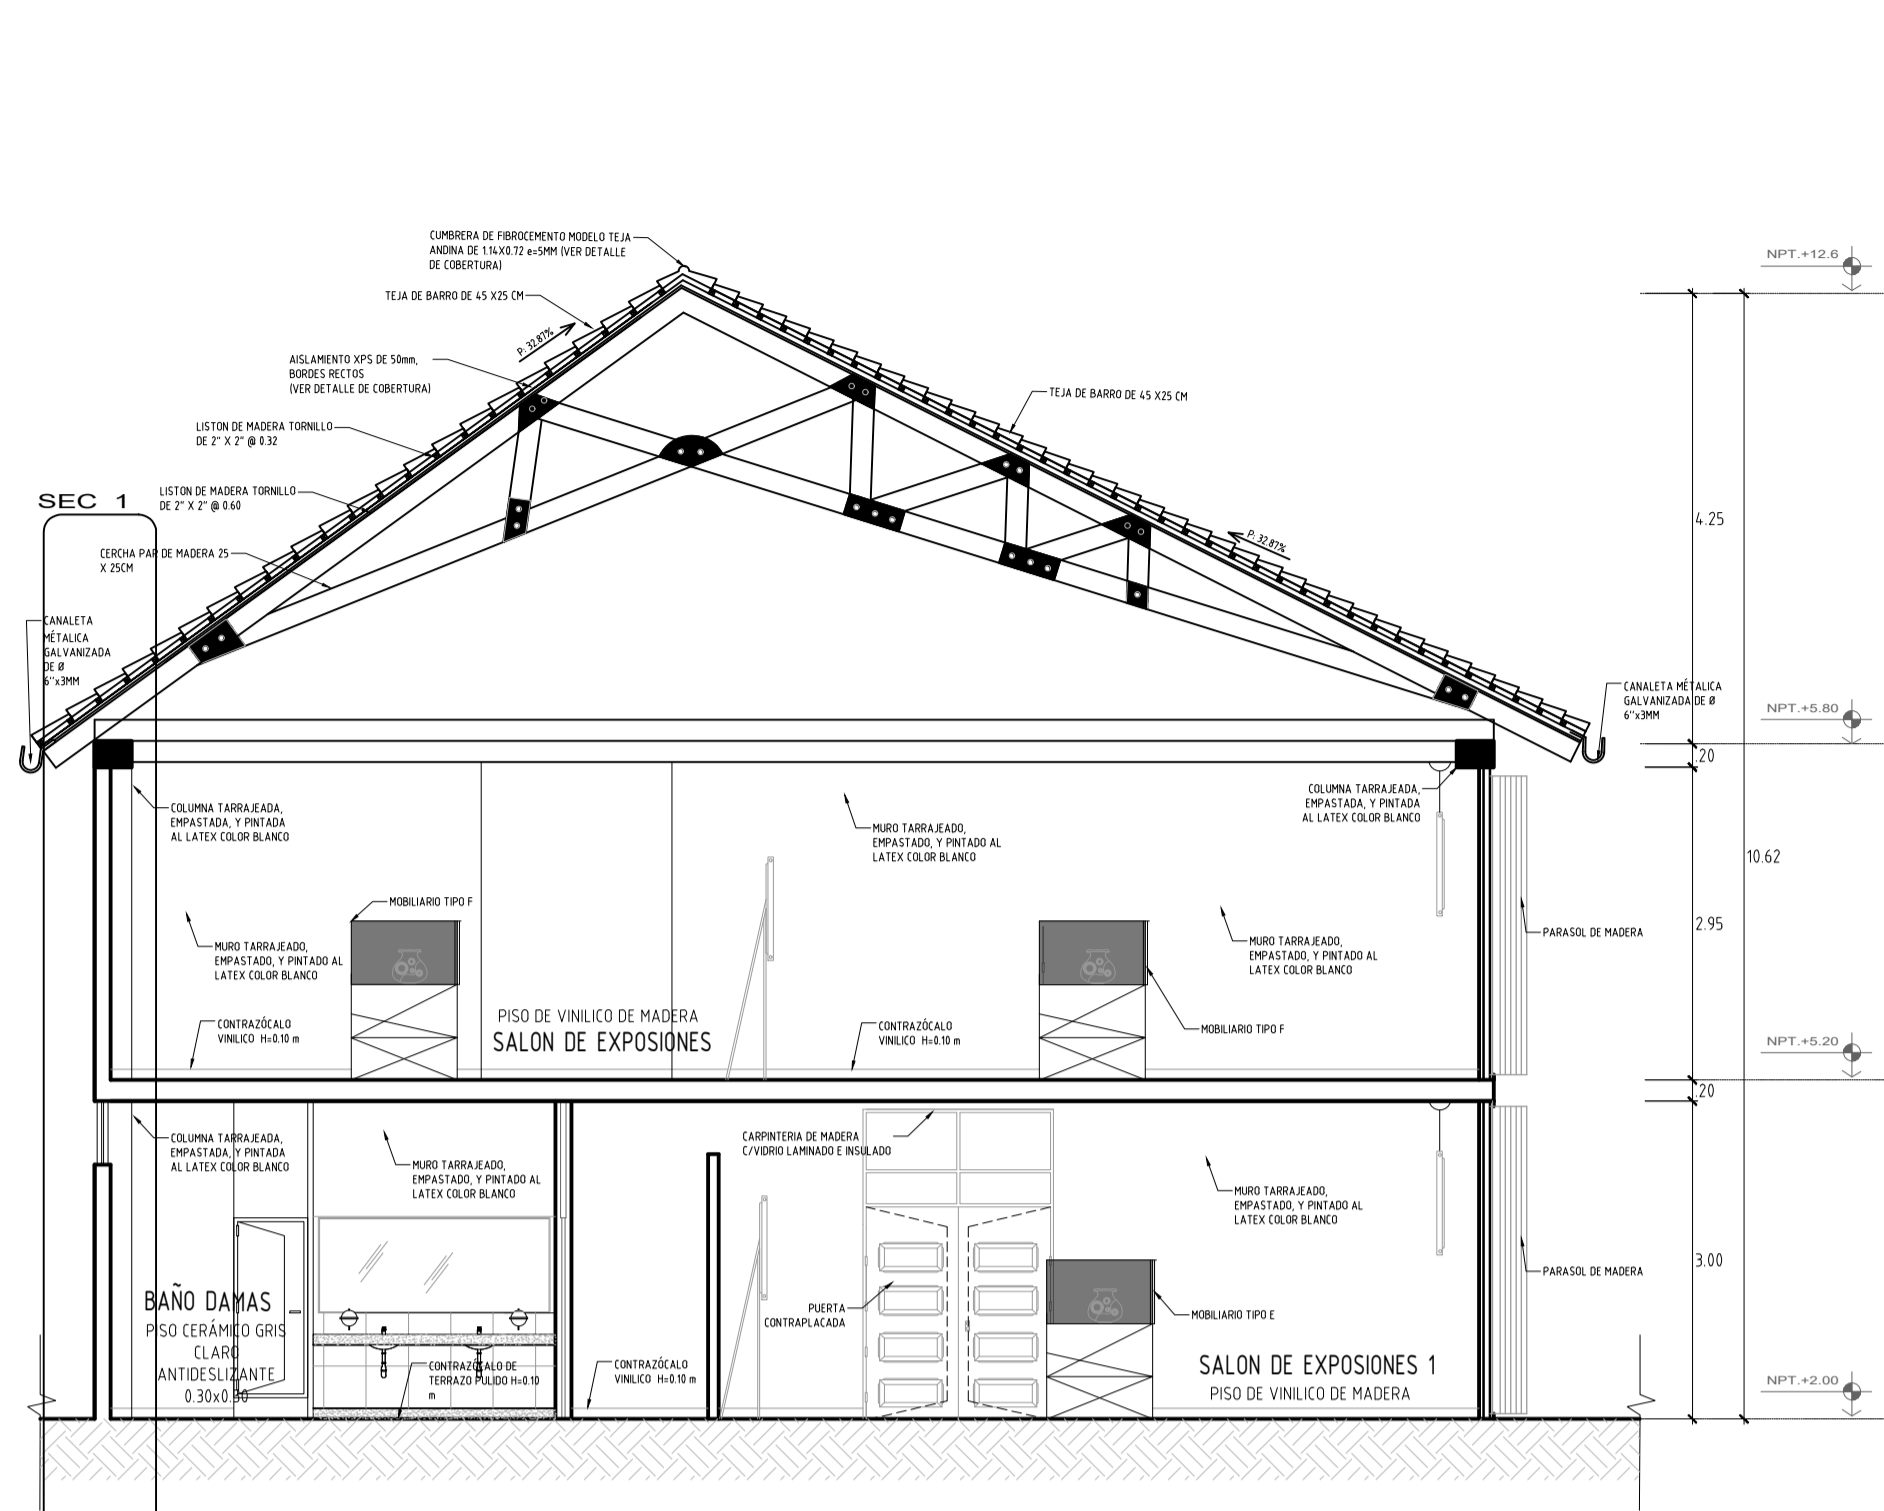 CUMBRERA DE FIBROCEMENTO MODELO TEJA
ANDINA DE 1.14X0.72 e=5MM (VER DETALLE
DE COBERTURA)
NPT.+12.6
TEJA DE BARRO DE 45 X25 CM
P: 32.87%
AISLAMIENTO XPS DE 50mm,
BORDES RECTOS
(VER DETALLE DE COBERTURA)
TEJA DE BARRO DE 45 X25 CM
LISTON DE MADERA TORNILLO
DE 2" X 2" @ 0.32
SEC 1
LISTON DE MADERA TORNILLO
DE 2" X 2" @ 0.60
4.25
P: 32.87%
CERCHA PAR DE MADERA 25
X 25CM
CANALETA
MÉTALICA
GALVANIZADA
DE Ø
6''x3MM
CANALETA MÉTALICA
GALVANIZADA DE Ø
6''x3MM
NPT.+5.80
.20
COLUMNA TARRAJEADA,
EMPASTADA, Y PINTADA
AL LATEX COLOR BLANCO
MURO TARRAJEADO,
EMPASTADO, Y PINTADO AL
LATEX COLOR BLANCO
COLUMNA TARRAJEADA,
EMPASTADA, Y PINTADA
AL LATEX COLOR BLANCO
10.62
MOBILIARIO TIPO F
MURO TARRAJEADO,
EMPASTADO, Y PINTADO AL
LATEX COLOR BLANCO
MURO TARRAJEADO,
EMPASTADO, Y PINTADO AL
LATEX COLOR BLANCO
PARASOL DE MADERA
2.95
PISO DE VINILICO DE MADERA
SALON DE EXPOSIONES
CONTRAZÓCALO
VINILICO H=0.10 m
CONTRAZÓCALO
VINILICO H=0.10 m
MOBILIARIO TIPO F
NPT.+5.20
.20
COLUMNA TARRAJEADA,
EMPASTADA, Y PINTADA
AL LATEX COLOR BLANCO
MURO TARRAJEADO,
EMPASTADO, Y PINTADO AL
LATEX COLOR BLANCO
CARPINTERIA DE MADERA
C/VIDRIO LAMINADO E INSULADO
MURO TARRAJEADO,
EMPASTADO, Y PINTADO AL
LATEX COLOR BLANCO
PARASOL DE MADERA
3.00
BAÑO DAMAS
PISO CERÁMICO GRIS
CLARO
ANTIDESLIZANTE
0.30x0.30
PUERTA
CONTRAPLACADA
MOBILIARIO TIPO E
CONTRAZÓCALO DE
TERRAZO PULIDO H=0.10
m
CONTRAZÓCALO
VINILICO H=0.10 m
SALON DE EXPOSIONES 1
PISO DE VINILICO DE MADERA
NPT.+2.00